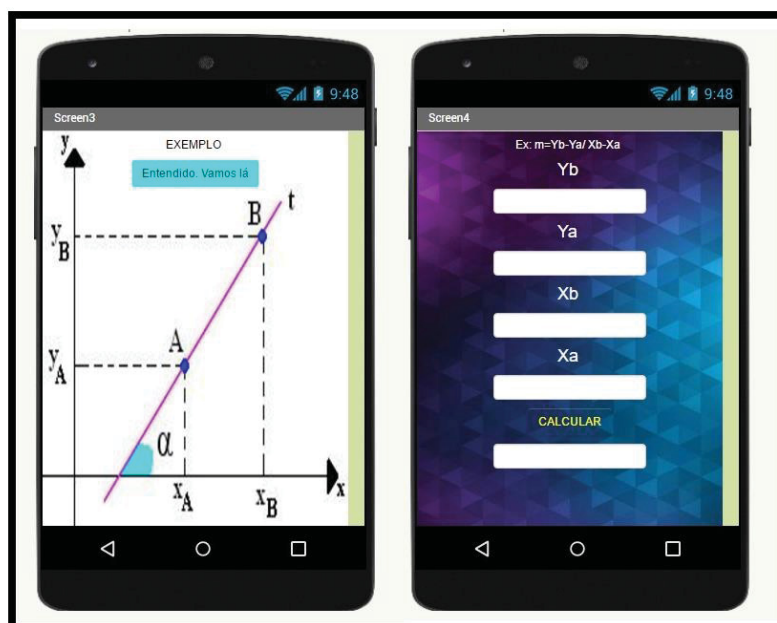 9:48
Screen3
EXEMPLO
Entendido. Vamos lá
y
B
t
yB
A
yA
α
xA
xB
x
9:48
Screen4
Ex: m=Yb-Ya/ Xb-Xa
Yb
Ya
Xb
Xa
CALCULAR